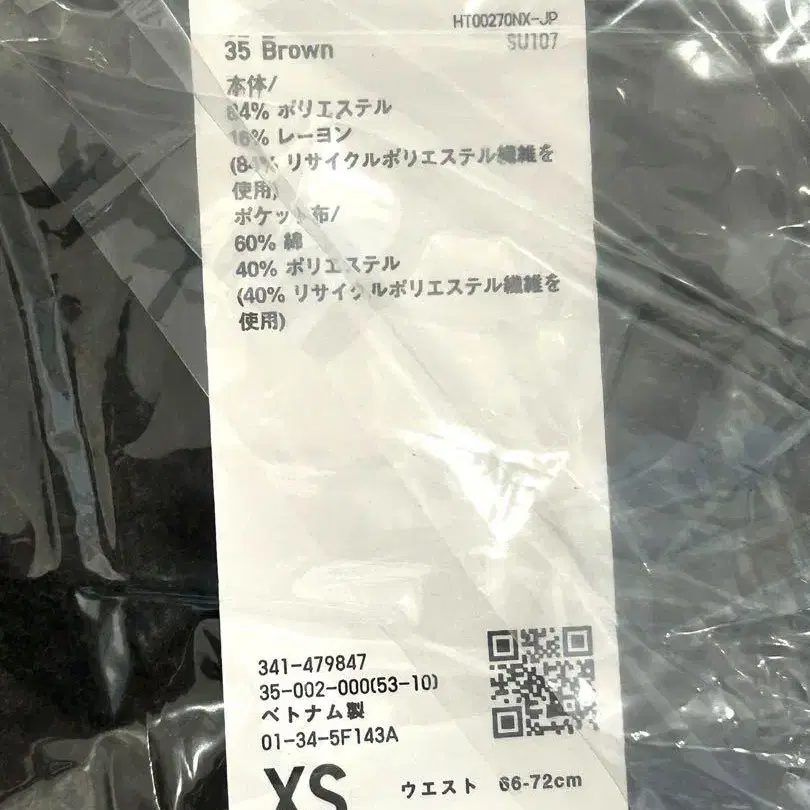 HT00270NX-JP
35 Brown
SU107
本体/
84% ポリエステル
16% レーヨン
(84% リサイクルポリエステル繊維を
使用)
ポケット布/
60% 綿
40% ポリエステル
(40% リサイクルポリエステル繊維を
使用)
341-479847
35-002-000(53-10)
ベトナム製
01-34-5F143A
XS
ウエスト 66-72cm